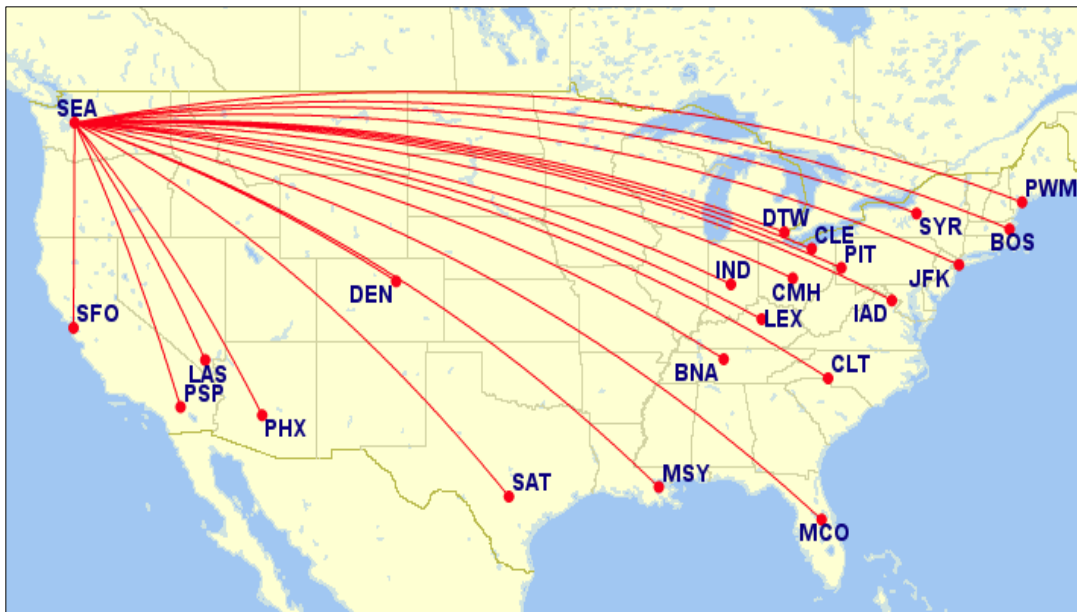 SEA
PWM
DTW
SYR
CLE
BOS
PIT
IND
JFK
DEN
CMH
IAD
SFO
LEX
LAS
BNA
CLT
PSP
PHX
MSY
SAT
MCO